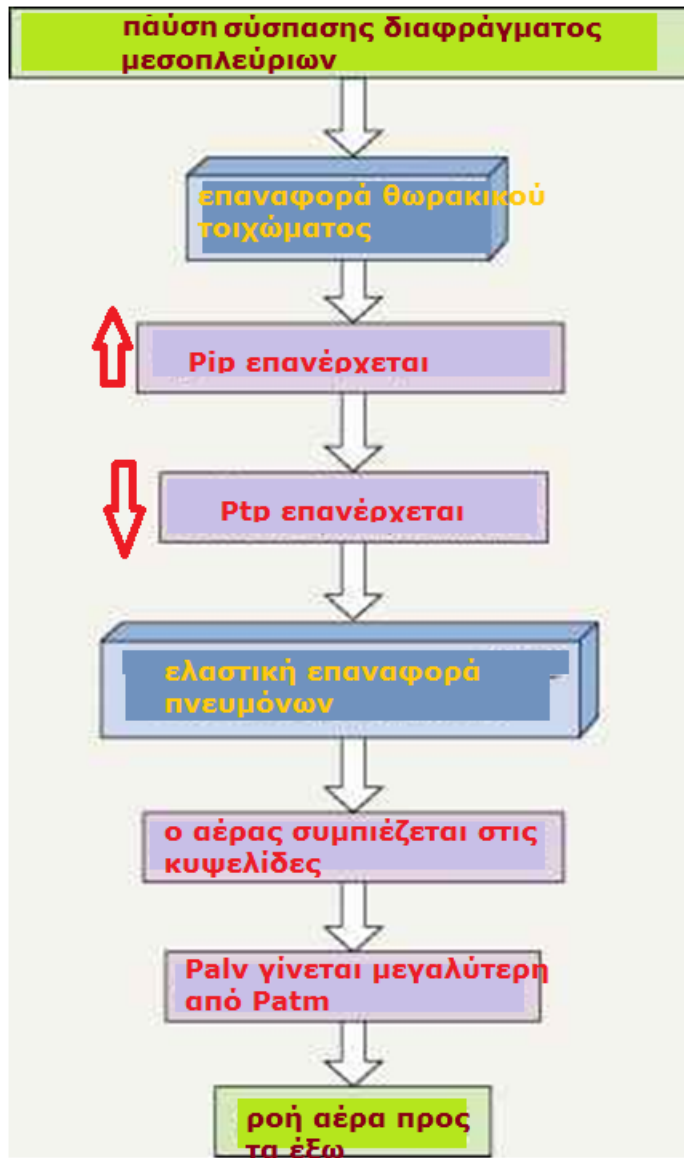 παύση σύσπασης διαφράγματος
μεσοπλεύριων
επαναφορά θωρακικού
τοιχώματος
Pip επανέρχεται
Ptp επανέρχεται
ελαστική επαναφορά
πνευμόνων
ο αέρας συμπιέζεται στις
κυψελίδες
Palv γίνεται μεγαλύτερη
από Patm
ροή αέρα προς
τα έξω